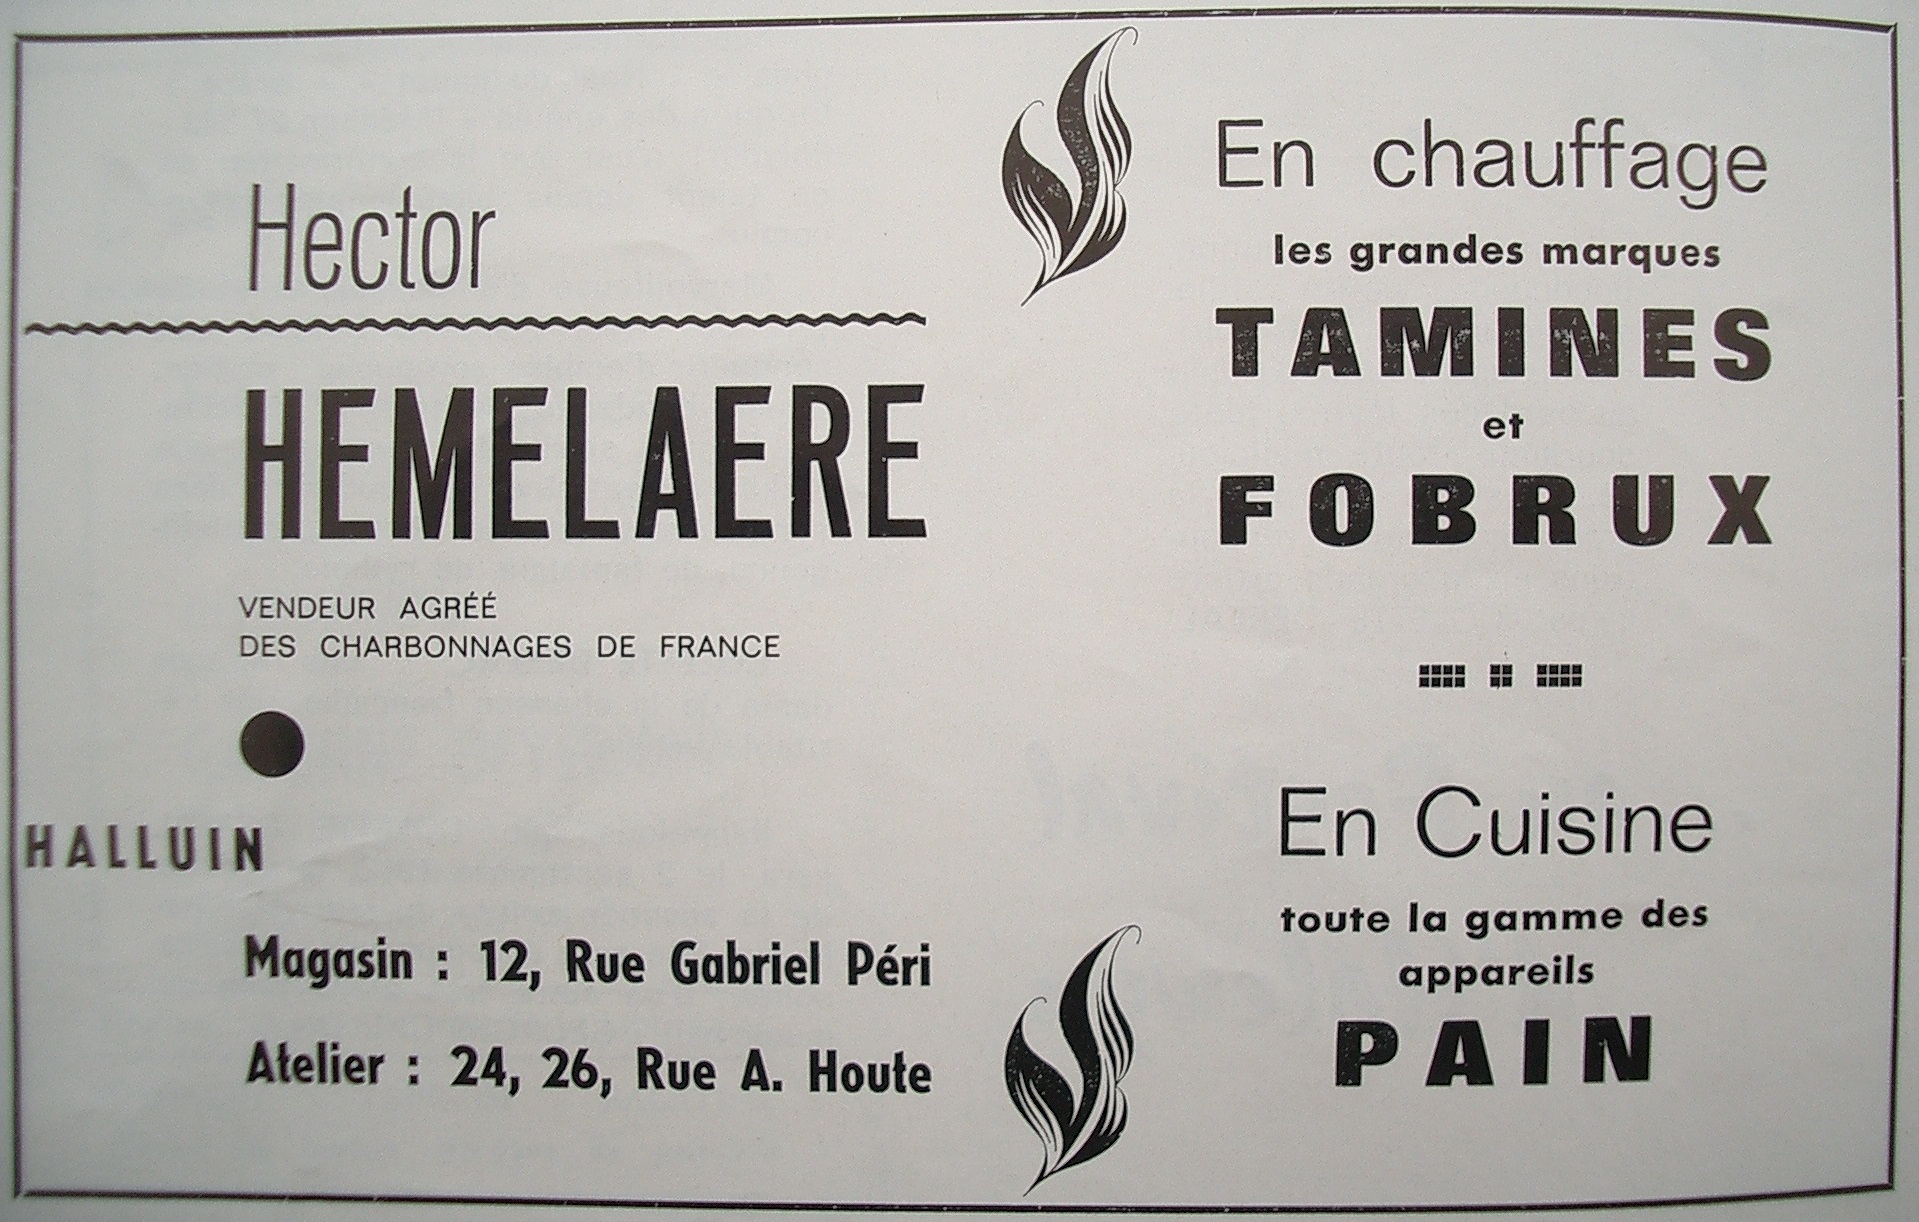 Hector
HEMELAERE
VENDEUR AGRÉÉ
DES CHARBONNAGES DE FRANCE
HALLUIN
Magasin : 12, Rue Gabriel Péri
Atelier : 24, 26, Rue A. Houte
En chauffage
les grandes marques
TAMINES
et
FOBRUX
En Cuisine
toute la gamme des
appareils
PAIN